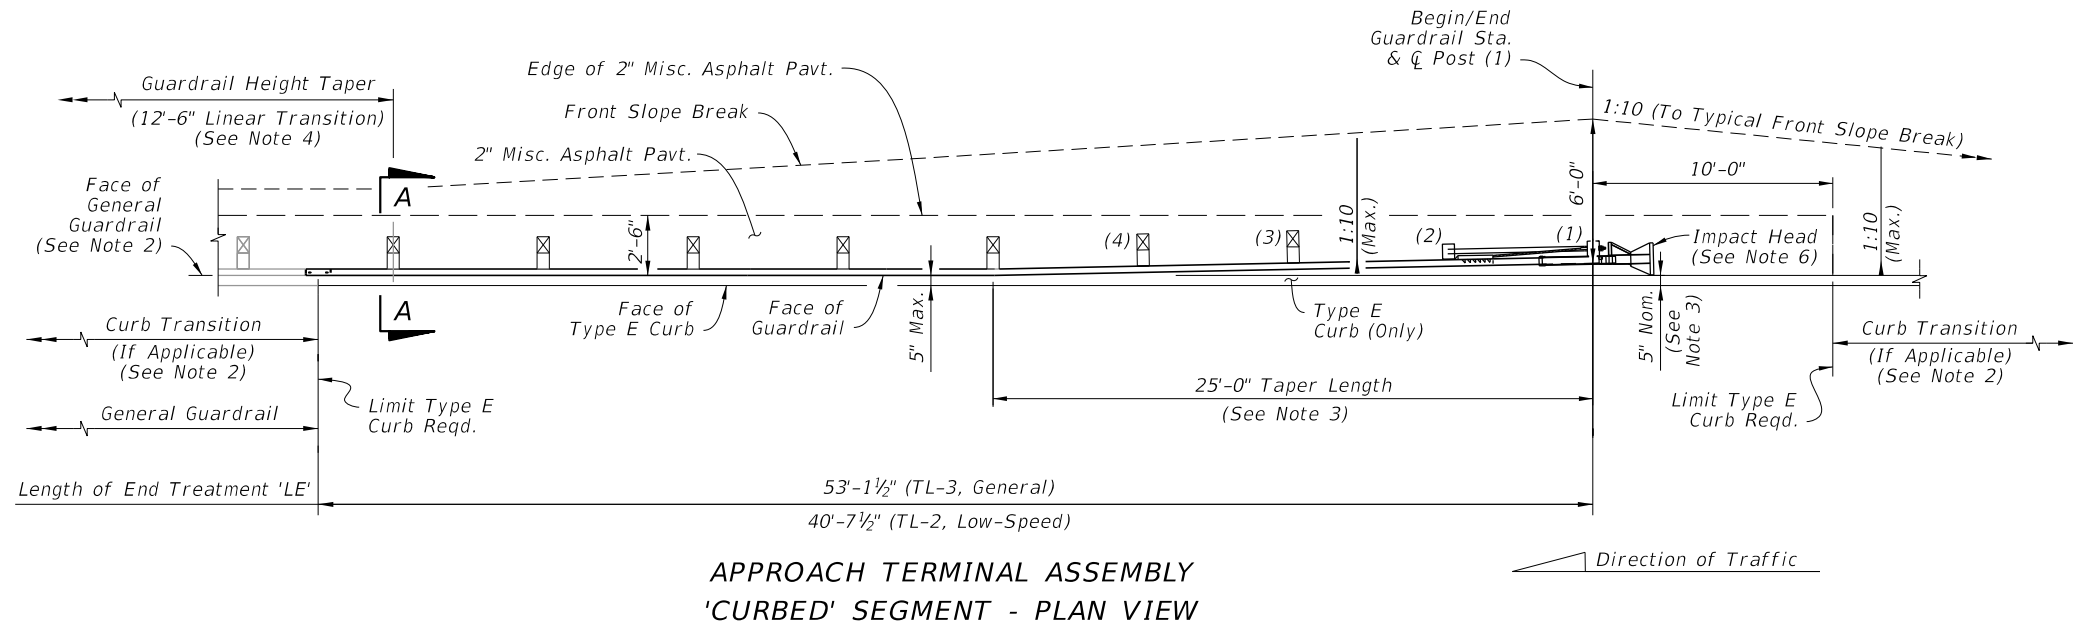 Begin/End
Guardrail Sta.
& ℄ Post (1)
Edge of 2" Misc. Asphalt Pavt.
Guardrail Height Taper
(12'-6" Linear Transition)
(See Note 4)
Front Slope Break
1:10 (To Typical Front Slope Break)
2" Misc. Asphalt Pavt.
Face of
General
Guardrail
(See Note 2)
A
2'-6"
(4)
(3)
1:10
(Max.)
(2)
(1)
6'-0"
10'-0"
Impact Head
(See Note 6)
1:10
(Max.)
A
Face of
Type E Curb
Face of
Guardrail
5" Max.
Type E
Curb (Only)
5" Nom.
(See
Note 3)
Curb Transition
(If Applicable)
(See Note 2)
Curb Transition
(If Applicable)
(See Note 2)
General Guardrail
Limit Type E
Curb Reqd.
25'-0" Taper Length
(See Note 3)
Limit Type E
Curb Reqd.
Length of End Treatment 'LE'
53'-1½" (TL-3, General)
40'-7½" (TL-2, Low-Speed)
Direction of Traffic
APPROACH TERMINAL ASSEMBLY
'CURBED' SEGMENT - PLAN VIEW